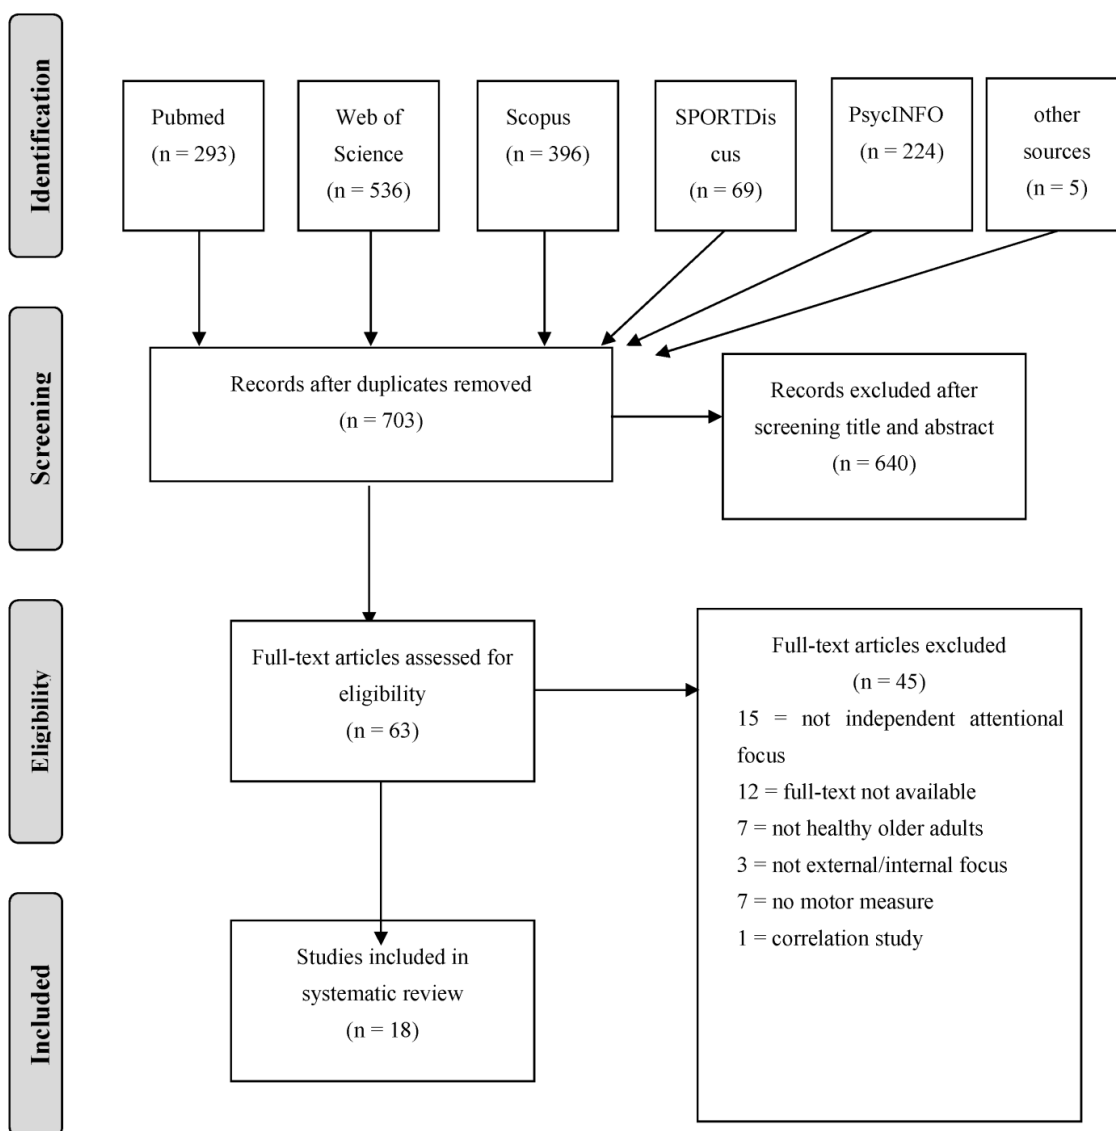 Identification
Pubmed
(n = 293)
Web of
Science
(n = 536)
Scopus
(n = 396)
SPORTDis
cus
(n = 69)
PsycINFO
(n = 224)
other
sources
(n = 5)
Screening
Records after duplicates removed
(n = 703)
Records excluded after
screening title and abstract
(n = 640)
Eligibility
Full-text articles assessed for
eligibility
(n = 63)
Full-text articles excluded
(n = 45)
15 = not independent attentional
focus
12 = full-text not available
7 = not healthy older adults
3 = not external/internal focus
7 = no motor measure
1 = correlation study
Included
Studies included in
systematic review
(n = 18)